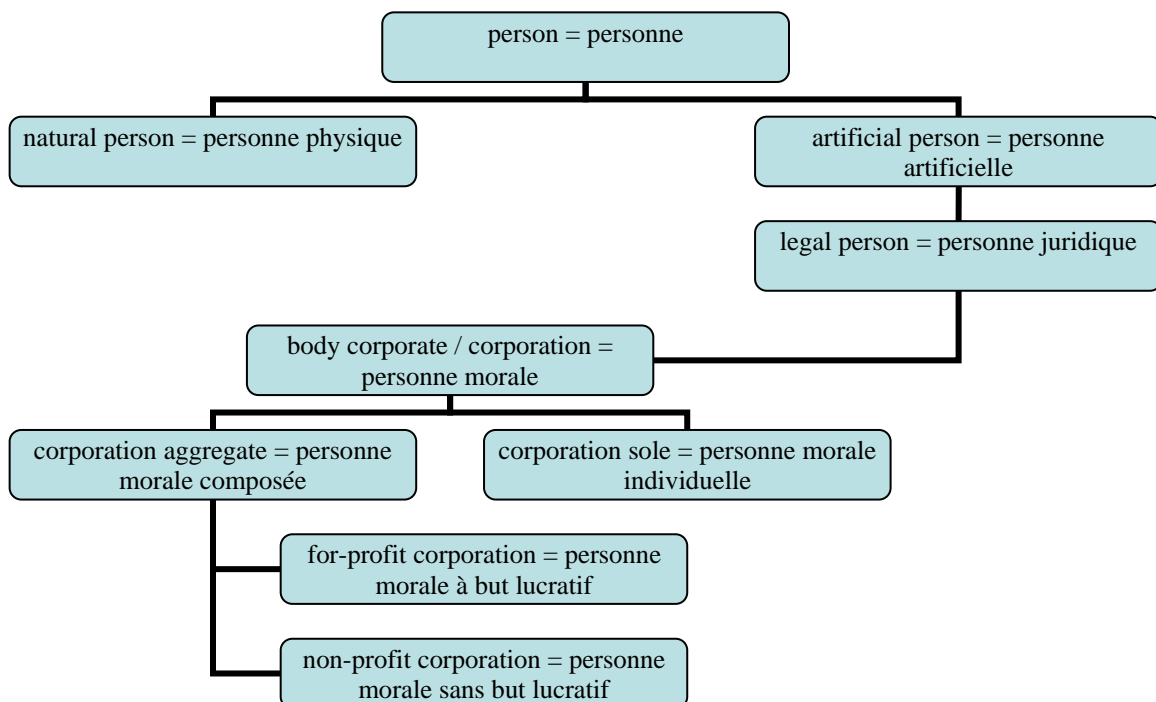 person = personne
natural person = personne physique
artificial person = personne
artificielle
legal person = personne juridique
body corporate / corporation =
personne morale
corporation aggregate = personne
morale composée
corporation sole = personne morale
individuelle
for-profit corporation = personne
morale à but lucratif
non-profit corporation = personne
morale sans but lucratif